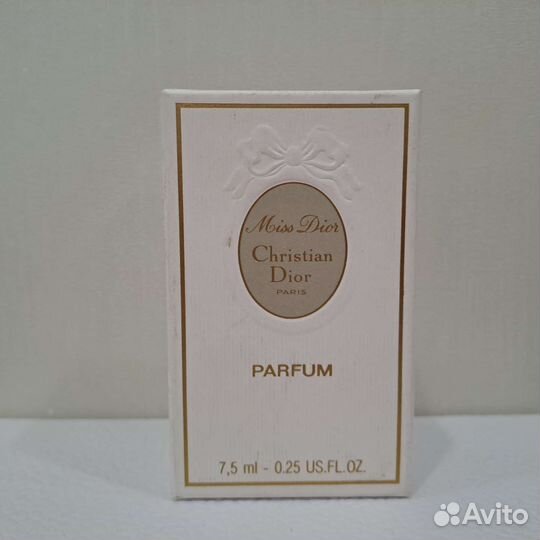 Miss Dior
Christian
Dior
PARIS
PARFUM
7,5 ml - 0.25 US.FL.OZ.
Avito